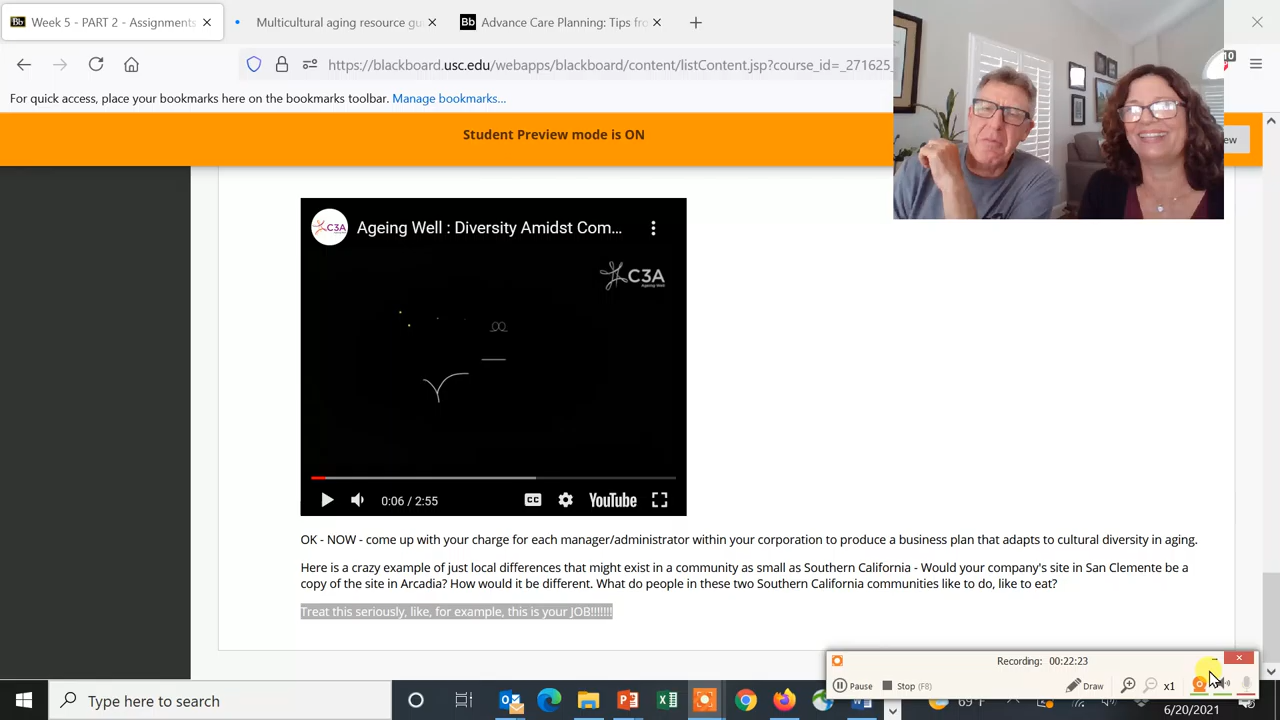 Week 5 - PART 2 - Assignments
Multicultural aging resource gu
Advance Care Planning: Tips fro
https://blackboard.usc.edu/webapps/blackboard/content/listContent.jsp?course_id=_271625_
10
For quick access, place your bookmarks here on the bookmarks toolbar. Manage bookmarks...
Student Preview mode is ON
ew
C3A
Ageing Well : Diversity Amidst Com...
C3A
Ageing Well
0:06 / 2:55
CC
YouTube
OK - NOW - come up with your charge for each manager/administrator within your corporation to produce a business plan that adapts to cultural diversity in aging.
Here is a crazy example of just local differences that might exist in a community as small as Southern California - Would your company's site in San Clemente be a
copy of the site in Arcadia? How would it be different. What do people in these two Southern California communities like to do, like to eat?
Treat this seriously, like, for example, this is your JOB!!!!!!!
Recording: 00:22:23
Pause
Stop (F8)
Draw
x1
Type here to search
69°F
6/20/2021